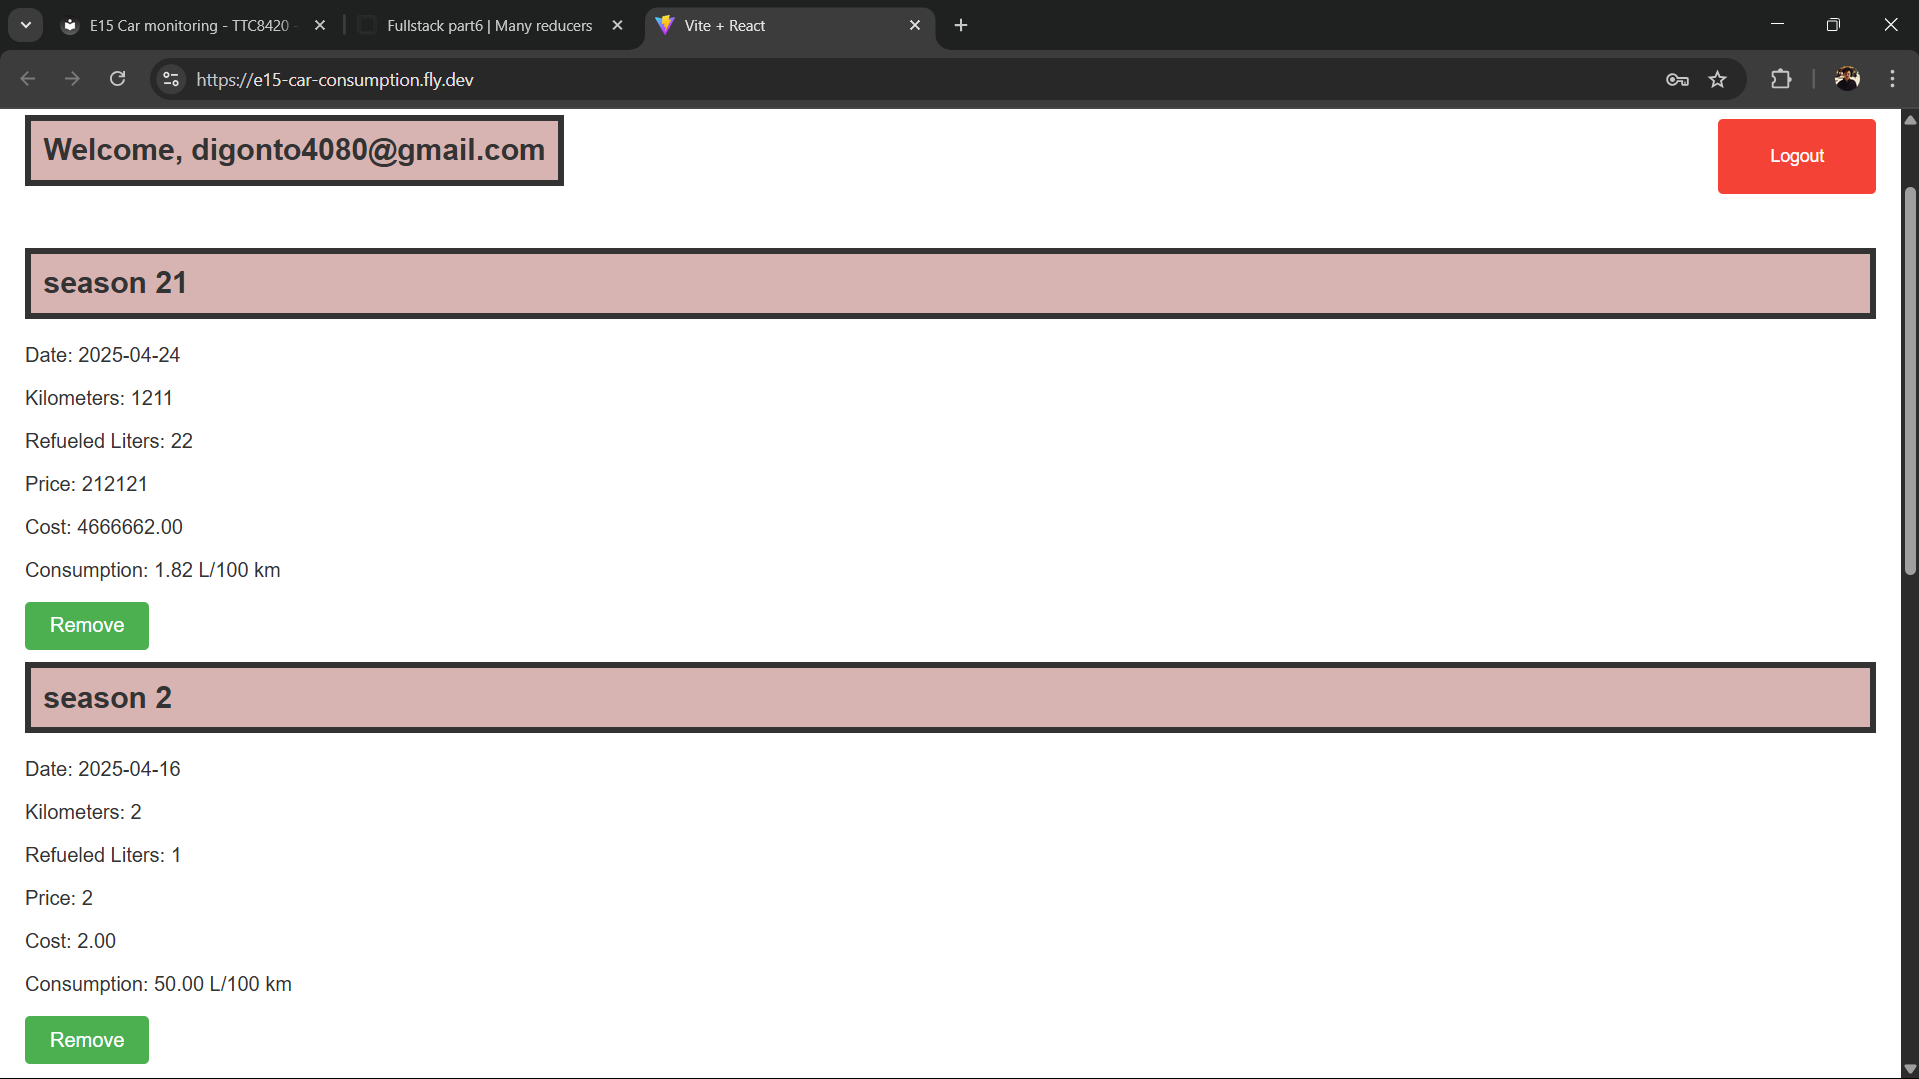 E15 Car monitoring - TTC8420 -
Fullstack part6 | Many reducers
Vite + React
https://e15-car-consumption.fly.dev
Welcome, digonto4080@gmail.com
Logout
season 21
Date: 2025-04-24
Kilometers: 1211
Refueled Liters: 22
Price: 212121
Cost: 4666662.00
Consumption: 1.82 L/100 km
Remove
season 2
Date: 2025-04-16
Kilometers: 2
Refueled Liters: 1
Price: 2
Cost: 2.00
Consumption: 50.00 L/100 km
Remove